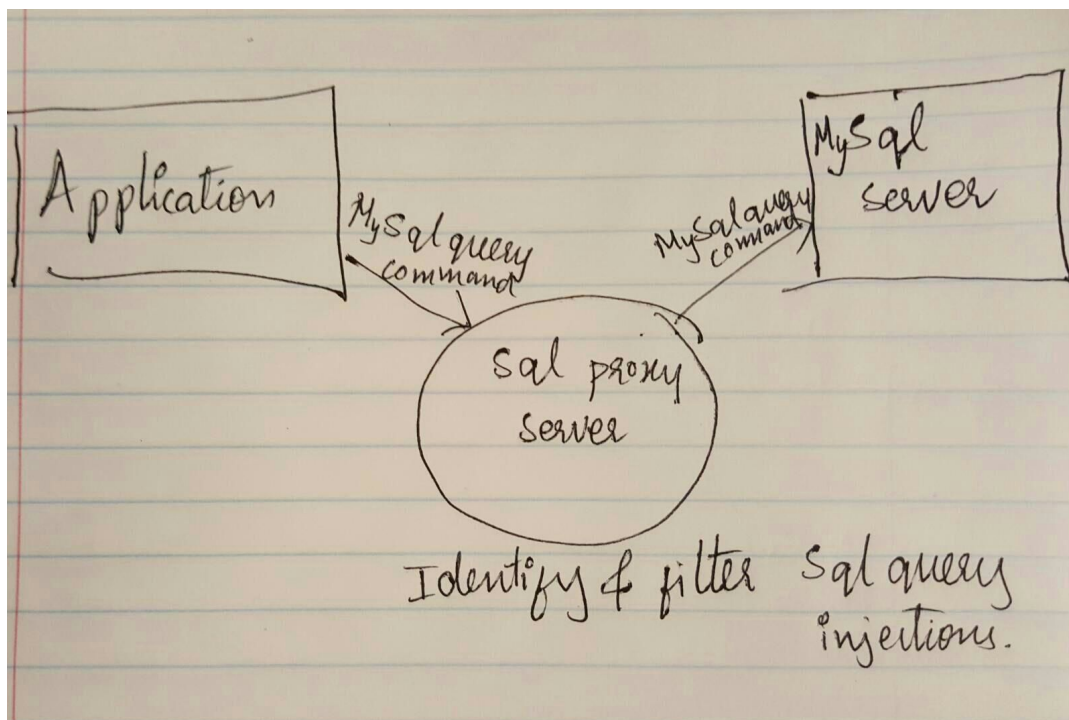 Application
MySql query
command
MySql query
command
MySql
server
Sql proxy
server
Identify & filter Sql query
injections.